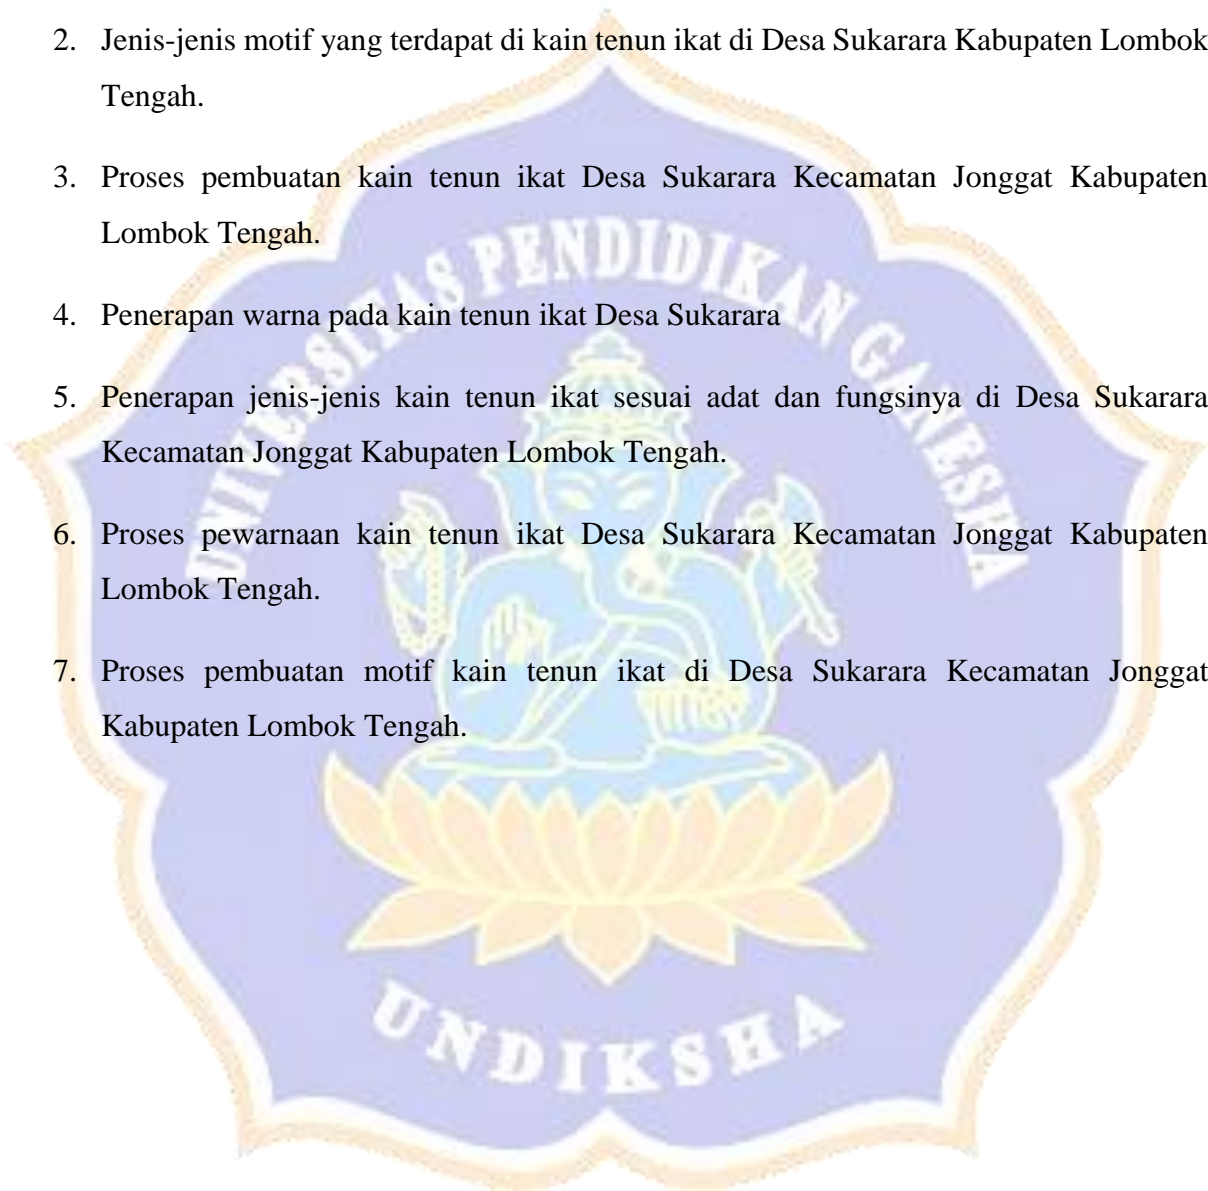 2. Jenis-jenis motif yang terdapat di kain tenun ikat di Desa Sukarara Kabupaten Lombok
Tengah.
3. Proses pembuatan kain tenun ikat Desa Sukarara Kecamatan Jonggat Kabupaten
Lombok Tengah.
4. Penerapan warna pada kain tenun ikat Desa Sukarara
5. Penerapan jenis-jenis kain tenun ikat sesuai adat dan fungsinya di Desa Sukarara
Kecamatan Jonggat Kabupaten Lombok Tengah.
6. Proses pewarnaan kain tenun ikat Desa Sukarara Kecamatan Jonggat Kabupaten
Lombok Tengah.
7. Proses pembuatan motif kain tenun ikat di Desa Sukarara Kecamatan Jonggat
Kabupaten Lombok Tengah.
UNIVERSITAS PENDIDIKAN GANESHA
UNDIKSHA